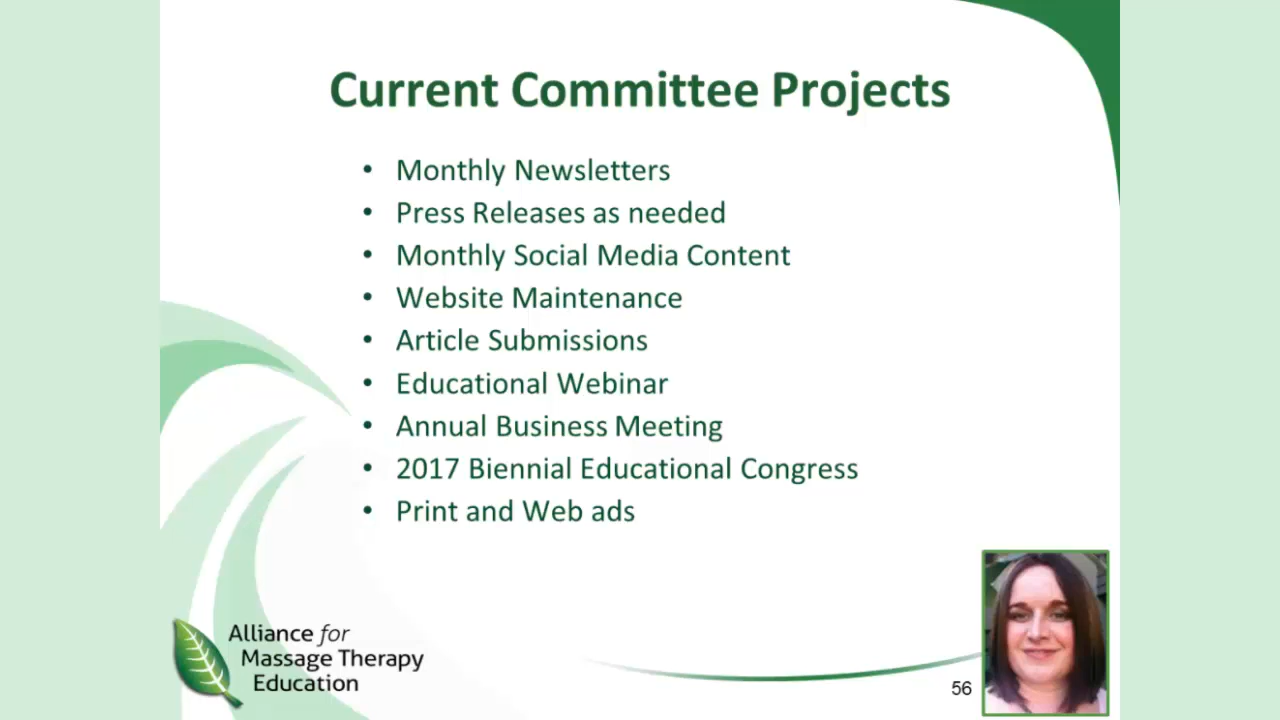 Current Committee Projects
• Monthly Newsletters
• Press Releases as needed
• Monthly Social Media Content
• Website Maintenance
• Article Submissions
• Educational Webinar
• Annual Business Meeting
• 2017 Biennial Educational Congress
• Print and Web ads
Alliance for
Massage Therapy
Education
56